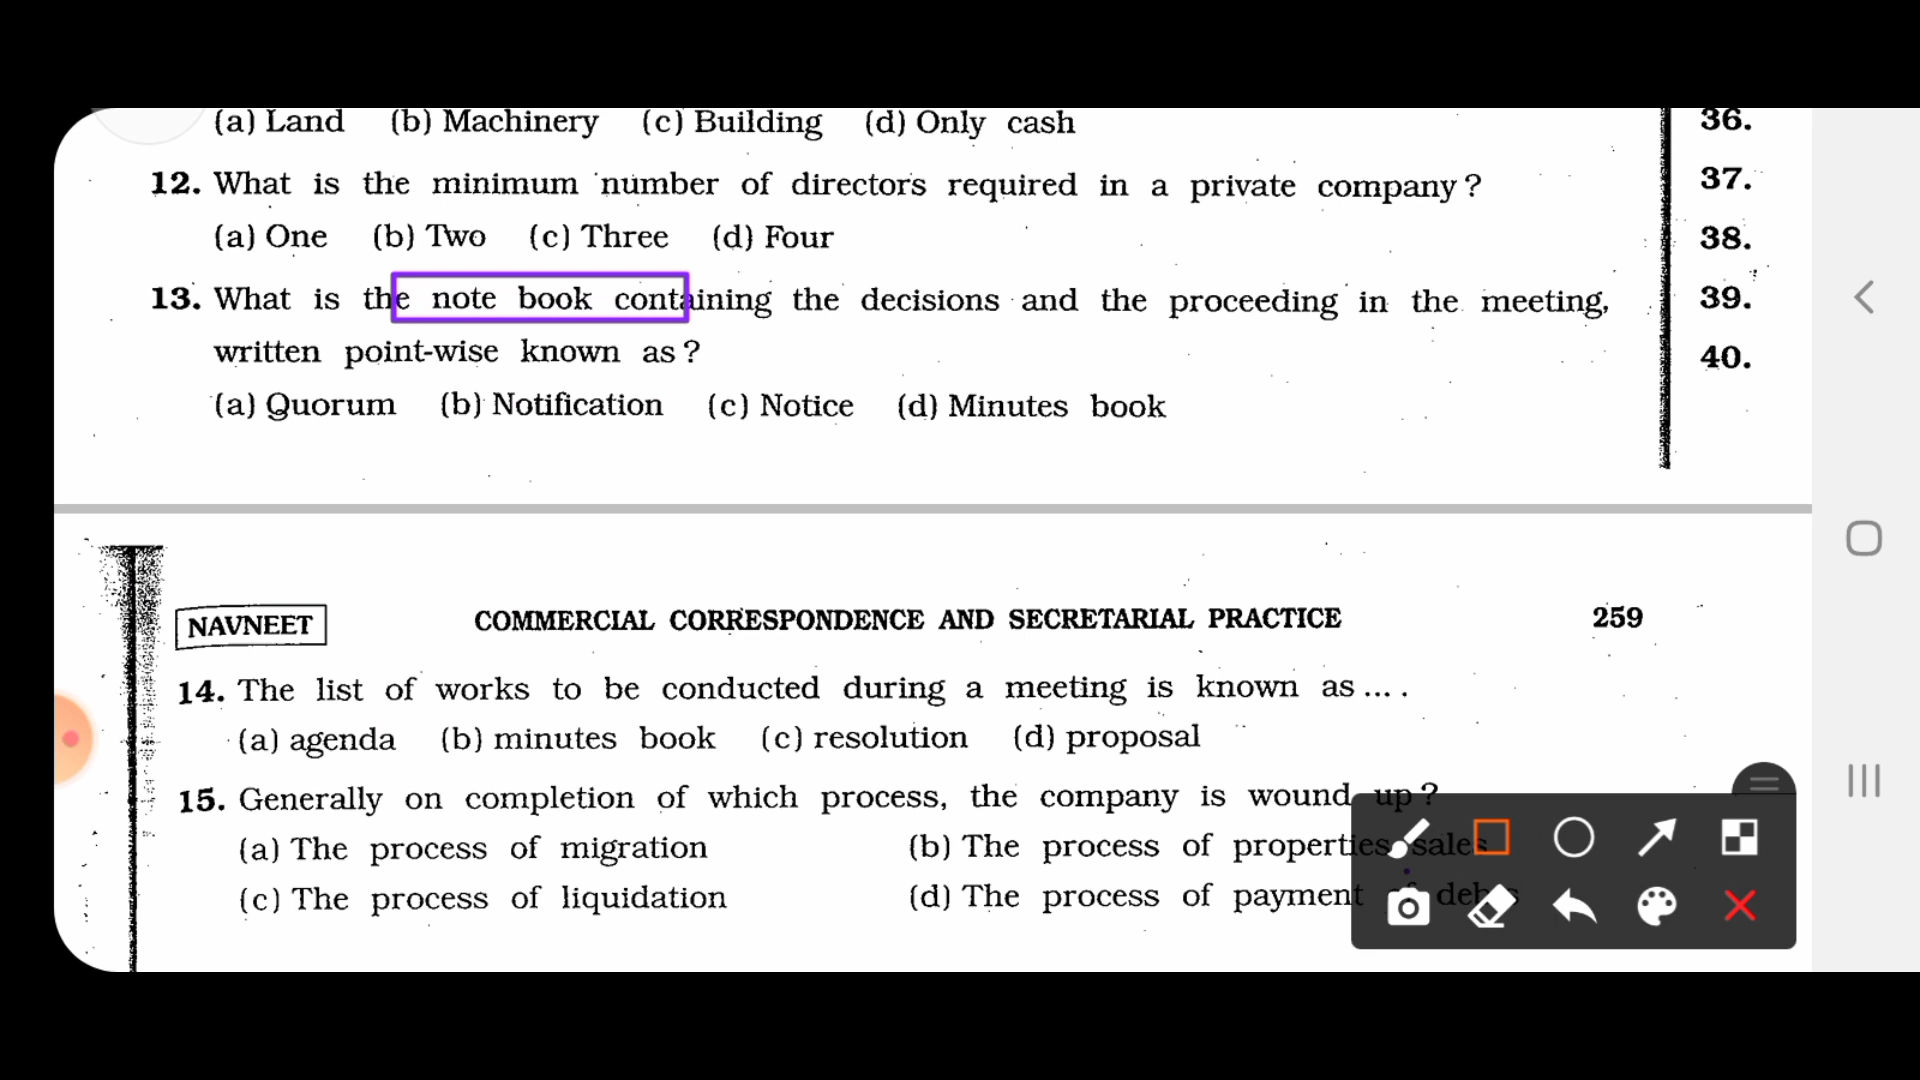 (a) Land (b) Machinery (c) Building (d) Only cash
12. What is the minimum number of directors required in a private company?
(a) One (b) Two (c) Three (d) Four
13. What is the note book containing the decisions and the proceeding in the meeting,
written point-wise known as?
(a) Quorum (b) Notification (c) Notice (d) Minutes book
36.
37.
38.
39.
40.
NAVNEET COMMERCIAL CORRESPONDENCE AND SECRETARIAL PRACTICE 259
14. The list of works to be conducted during a meeting is known as ... .
(a) agenda (b) minutes book (c) resolution (d) proposal
15. Generally on completion of which process, the company is wound up?
(a) The process of migration (b) The process of properties sales
(c) The process of liquidation (d) The process of payment of debts